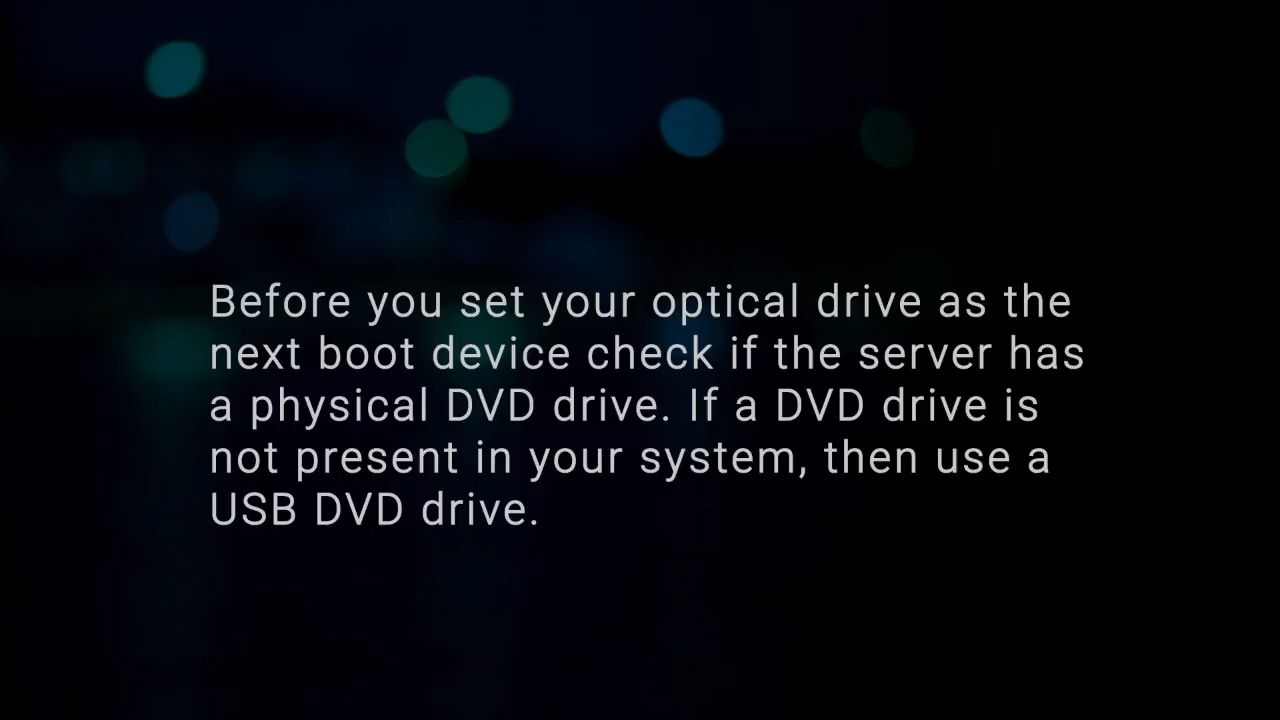 Before you set your optical drive as the
next boot device check if the server has
a physical DVD drive. If a DVD drive is
not present in your system, then use a
USB DVD drive.